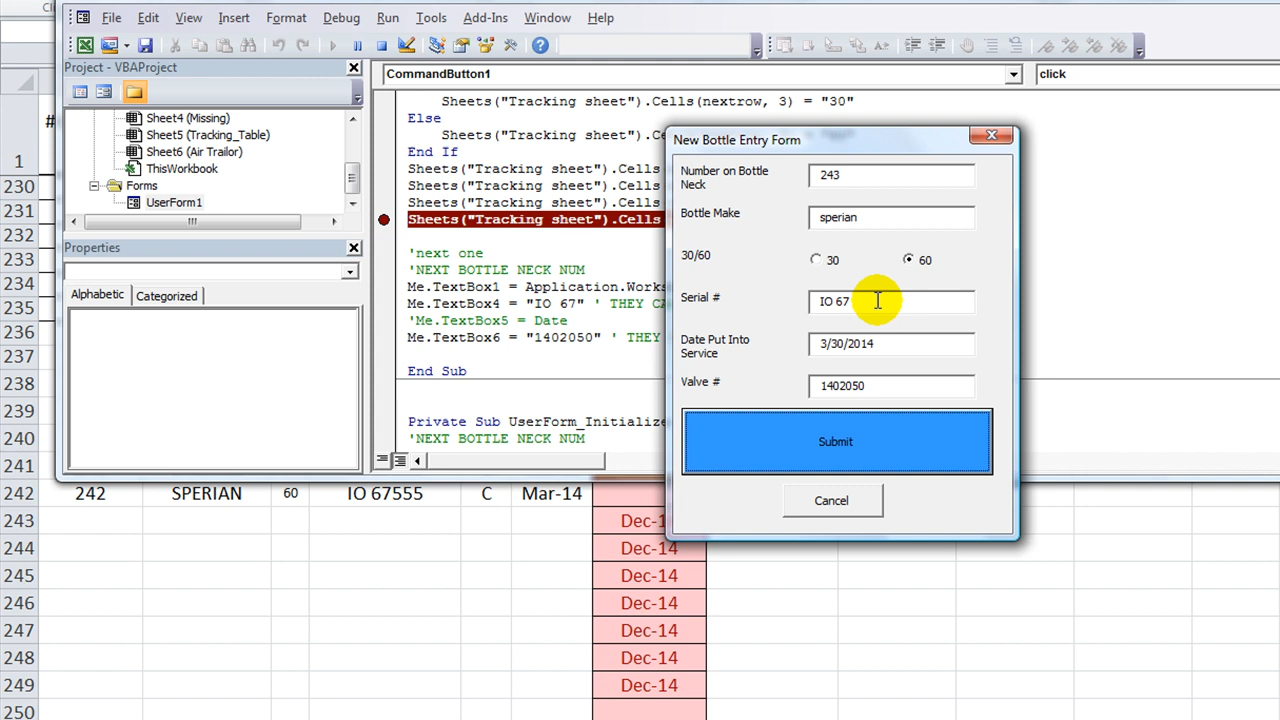 File Edit View Insert Format Debug Run Tools Add-Ins Window Help
Project - VBAProject
Sheet4 (Missing)
Sheet5 (Tracking_Table)
Sheet6 (Air Trailor)
ThisWorkbook
Forms
UserForm1
Properties
Alphabetic Categorized
CommandButton1 click
Sheets("Tracking sheet").Cells(nextrow, 3) = "30"
Else
Sheets("Tracking sheet").C
End If
Sheets("Tracking sheet").Cells
Sheets("Tracking sheet").Cells
Sheets("Tracking sheet").Cells
Sheets("Tracking sheet").Cells
'next one
'NEXT BOTTLE NECK NUM
Me.TextBox1 = Application.Works
Me.TextBox4 = "IO 67" ' THEY CA
'Me.TextBox5 = Date
Me.TextBox6 = "1402050" ' THEY
End Sub
Private Sub UserForm_Initialize
'NEXT BOTTLE NECK NUM
New Bottle Entry Form
Number on Bottle
Neck
243
Bottle Make sperian
30/60 30 60
Serial # IO 67
Date Put Into
Service
3/30/2014
Valve # 1402050
Submit
Cancel
#
1
230
231
232
233
234
235
236
237
238
239
240
241
242 242 SPERIAN 60 IO 67555 C Mar-14
243 Dec-1
244 Dec-14
245 Dec-14
246 Dec-14
247 Dec-14
248 Dec-14
249 Dec-14
250